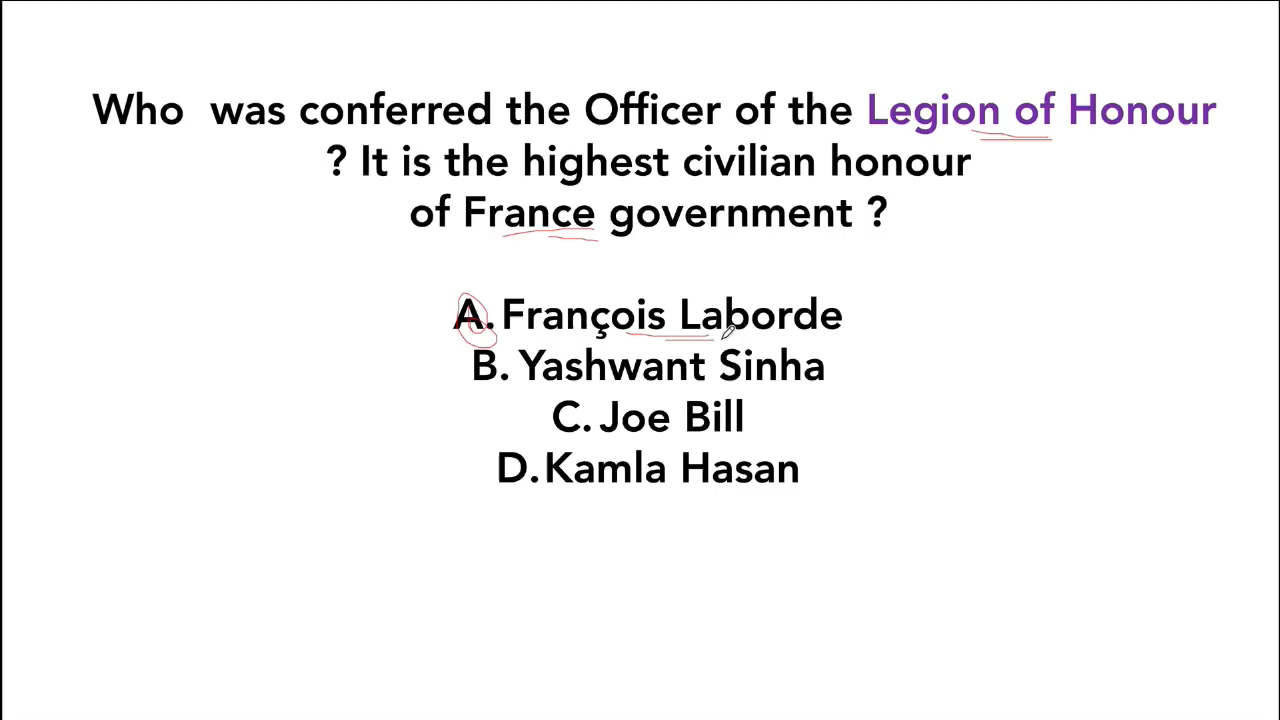 Who was conferred the Officer of the Legion of Honour
? It is the highest civilian honour
of France government ?
A. François Laborde
B. Yashwant Sinha
C. Joe Bill
D. Kamla Hasan